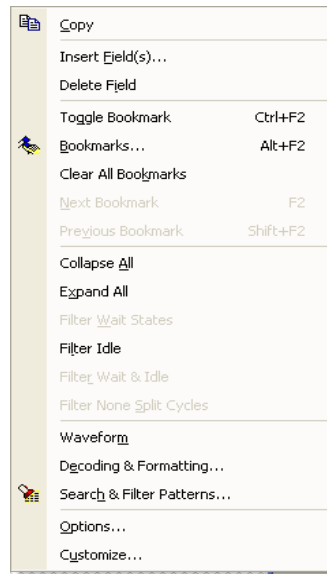 Copy
Insert Field(s)...
Delete Field
Toggle Bookmark Ctrl+F2
Bookmarks... Alt+F2
Clear All Bookmarks
Next Bookmark F2
Previous Bookmark Shift+F2
Collapse All
Expand All
Filter Wait States
Filter Idle
Filter Wait & Idle
Filter None Split Cycles
Waveform
Decoding & Formatting...
Search & Filter Patterns...
Options...
Customize...